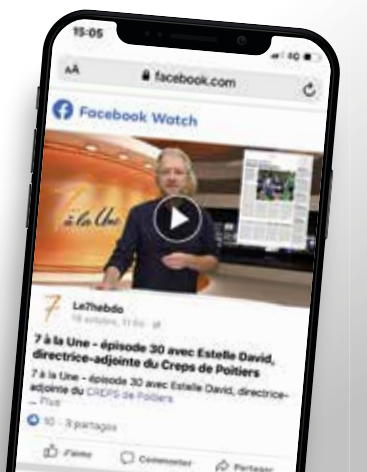 15:05
4G
AA
facebook.com
Facebook Watch
7
à la Une
7
Le7hebdo
7 à la Une - épisode 30 avec Estelle David,
directrice-adjointe du Creps de Poitiers
7 à la Une - épisode 30 avec Estelle David, directrice-
adjointe du CREPS de Poitiers
... Plus
10 · 3 partages
J'aime
Commenter
Partager